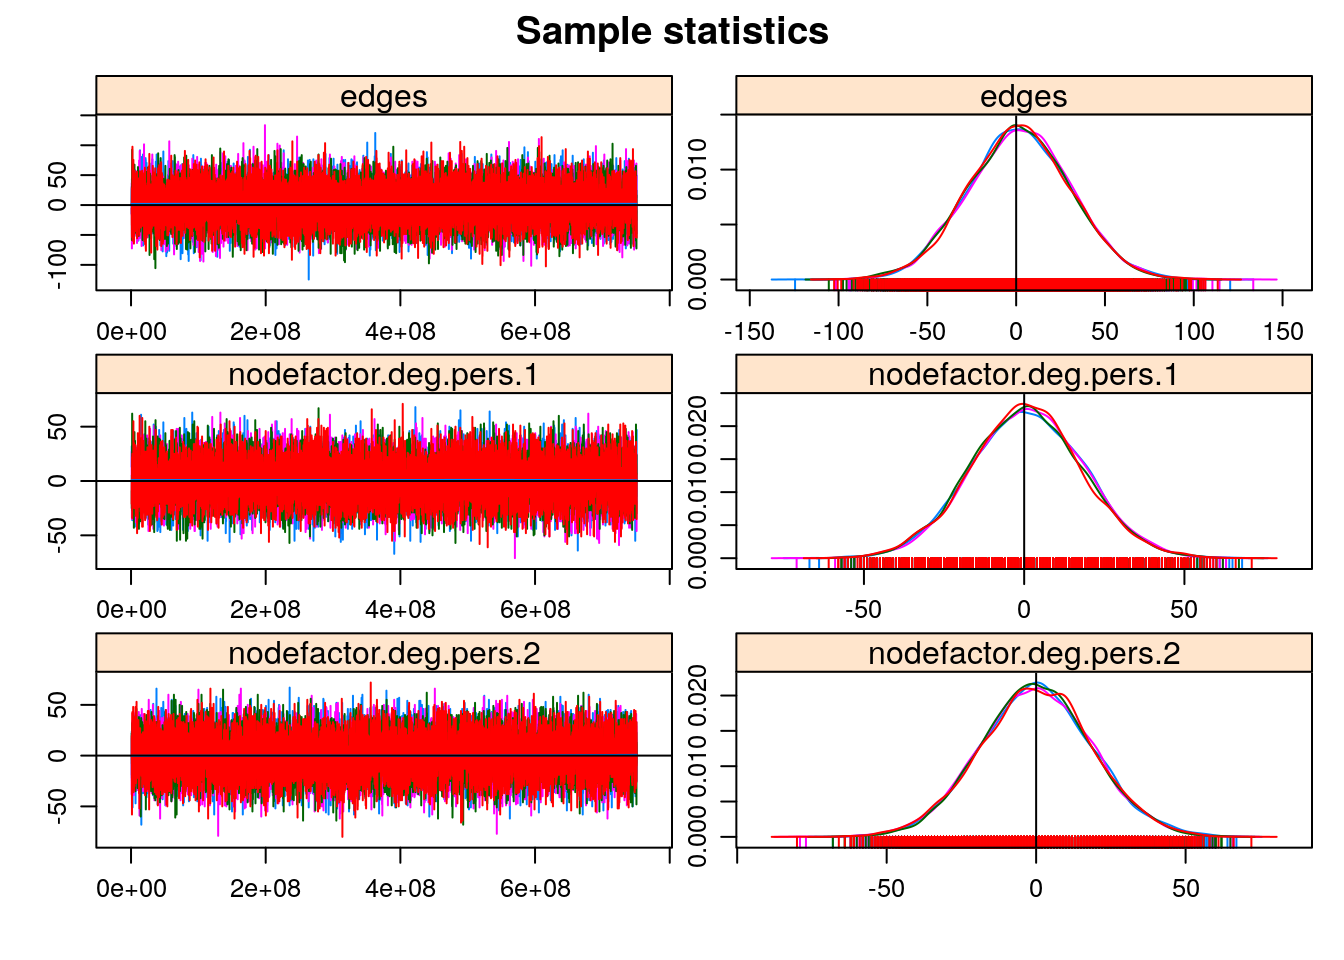 Sample statistics
edges
edges
-100 0 50
0.000 0.010
0e+00 2e+08 4e+08 6e+08
-150 -100 -50 0 50 100 150
nodefactor.deg.pers.1
nodefactor.deg.pers.1
-50 0 50
0.000 0.010 0.020
0e+00 2e+08 4e+08 6e+08
-50 0 50
nodefactor.deg.pers.2
nodefactor.deg.pers.2
-50 0 50
0.000 0.010 0.020
0e+00 2e+08 4e+08 6e+08
-50 0 50